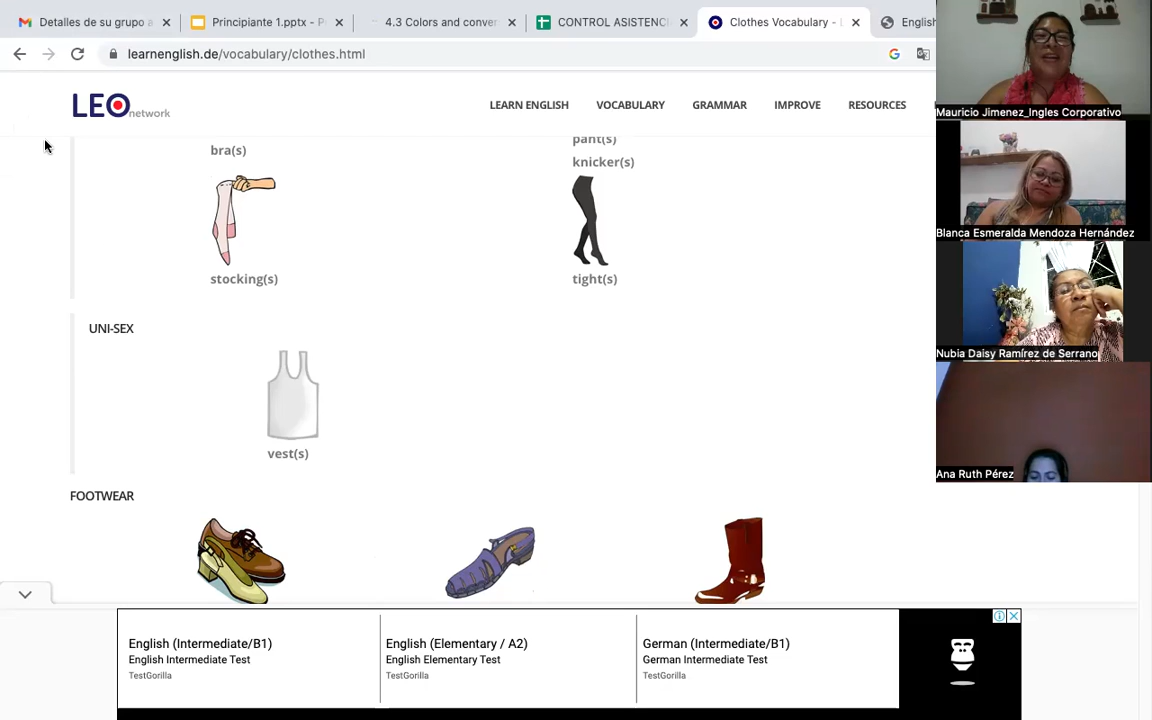 Detalles de su grupo a
Principiante 1.pptx - P
4.3 Colors and conver
CONTROL ASISTENC
Clothes Vocabulary - L
English
learnenglish.de/vocabulary/clothes.html
LEO network
LEARN ENGLISH
VOCABULARY
GRAMMAR
IMPROVE
RESOURCES
bra(s)
pant(s)
knicker(s)
stocking(s)
tight(s)
UNI-SEX
vest(s)
FOOTWEAR
English (Intermediate/B1)
English Intermediate Test
TestGorilla
English (Elementary / A2)
English Elementary Test
TestGorilla
German (Intermediate/B1)
German Intermediate Test
TestGorilla
Mauricio Jimenez_Ingles Corporativo
Blanca Esmeralda Mendoza Hernández
Nubia Daisy Ramírez de Serrano
Ana Ruth Pérez